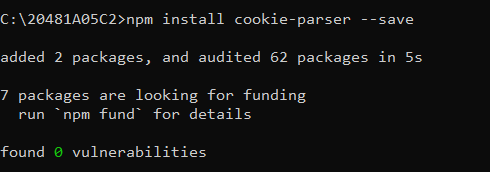 C:\20481A05C2>npm install cookie-parser --save
added 2 packages, and audited 62 packages in 5s
7 packages are looking for funding
  run `npm fund` for details
found 0 vulnerabilities